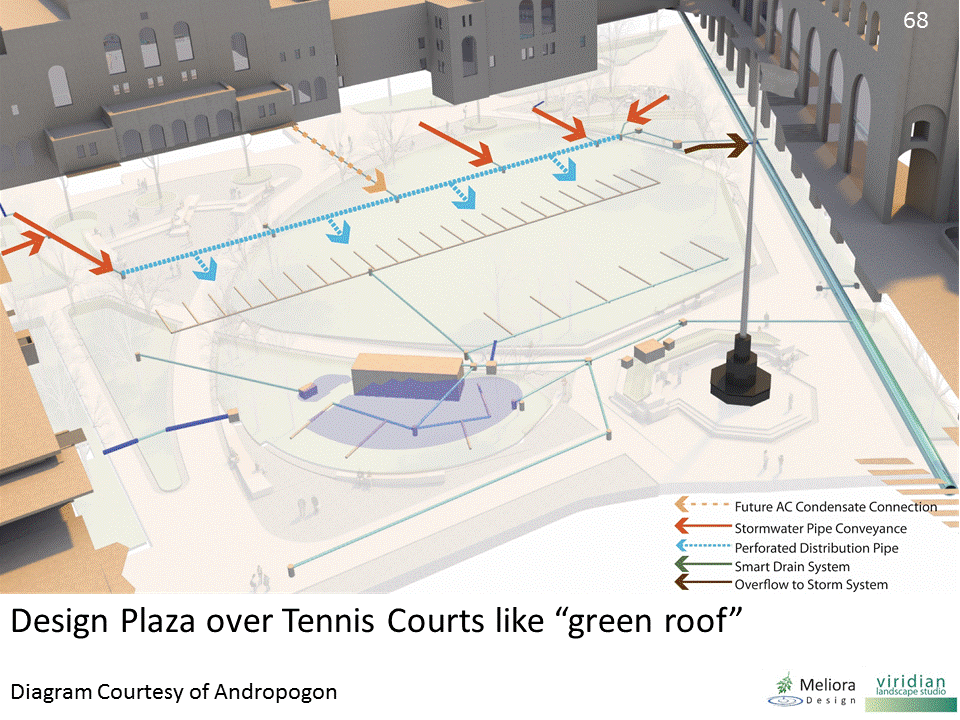 68
Future AC Condensate Connection
Stormwater Pipe Conveyance
Perforated Distribution Pipe
Smart Drain System
Overflow to Storm System
Design Plaza over Tennis Courts like “green roof”
Diagram Courtesy of Andropogon
Meliora
Design
viridian
landscape studio